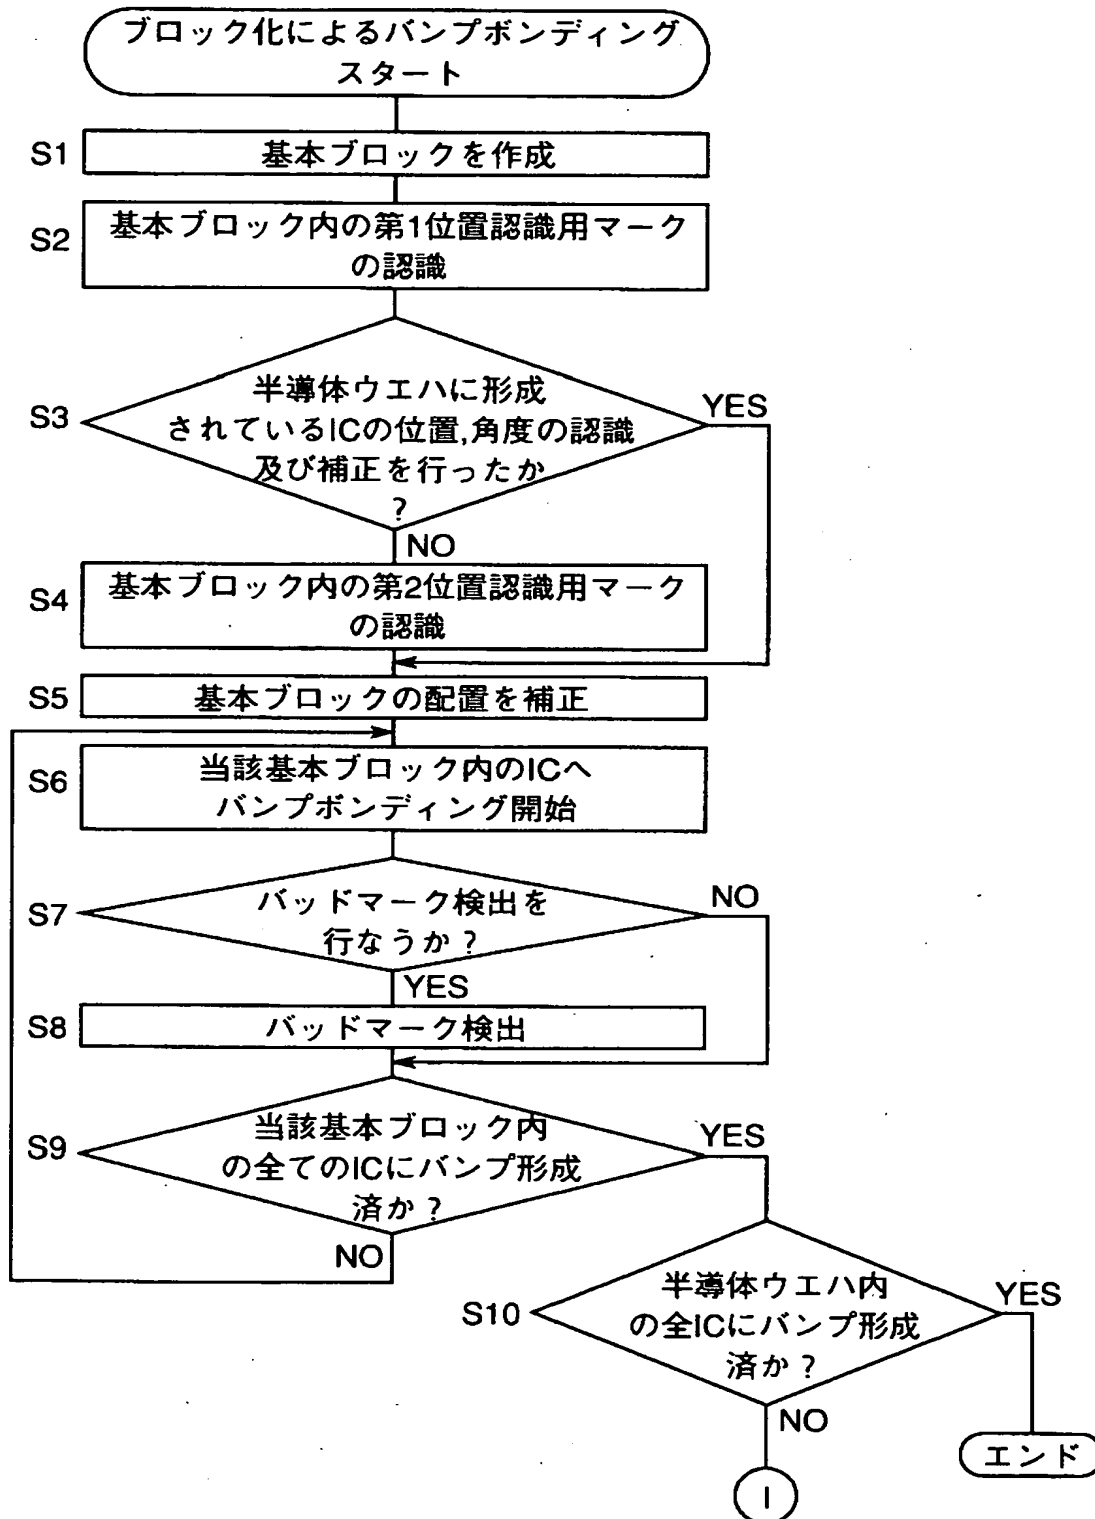 ブロック化によるバンプボンディング
スタート
S1
基本ブロックを作成
S2
基本ブロック内の第1位置認識用マーク
の認識
S3
半導体ウエハに形成
されているICの位置,角度の認識
及び補正を行ったか
?
YES
NO
S4
基本ブロック内の第2位置認識用マーク
の認識
S5
基本ブロックの配置を補正
S6
当該基本ブロック内のICへ
バンプボンディング開始
S7
バッドマーク検出を
行なうか?
NO
YES
S8
バッドマーク検出
S9
当該基本ブロック内
の全てのICにバンプ形成
済か?
YES
NO
S10
半導体ウエハ内
の全ICにバンプ形成
済か?
YES
NO
エンド
I